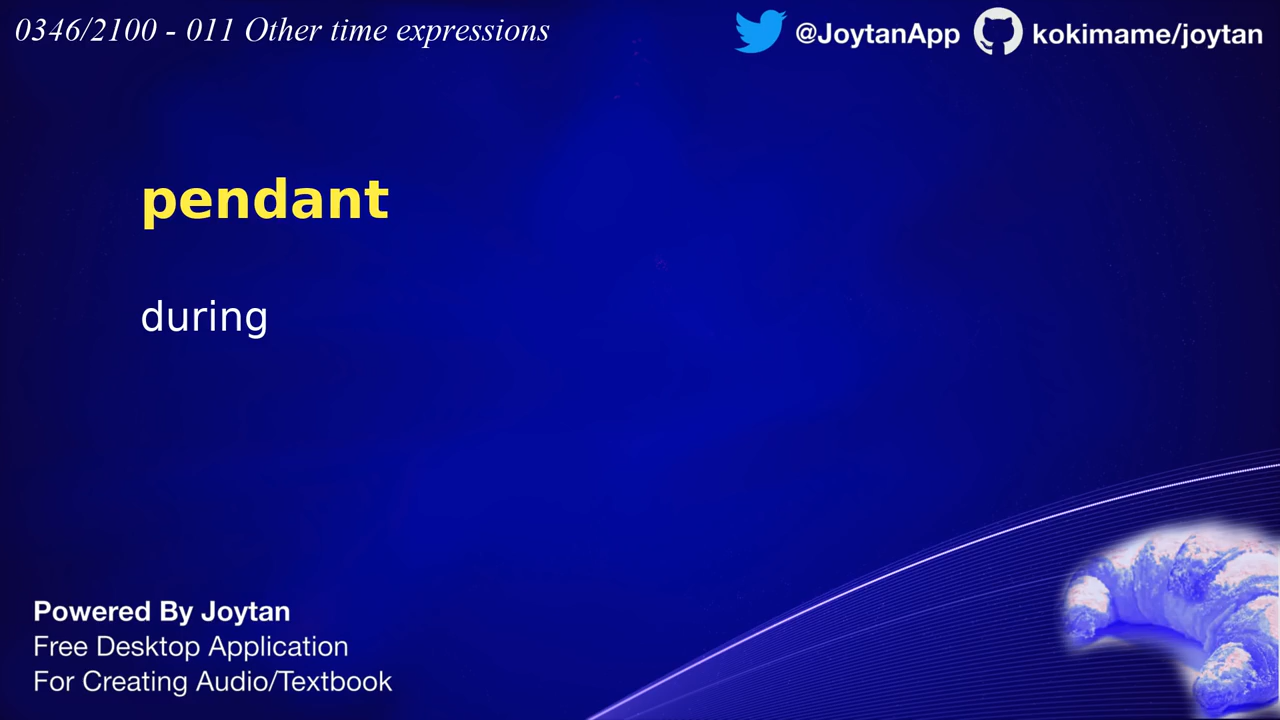 0346/2100 - 011 Other time expressions
@JoytanApp kokimame/joytan
pendant
during
Powered By Joytan
Free Desktop Application
For Creating Audio/Textbook